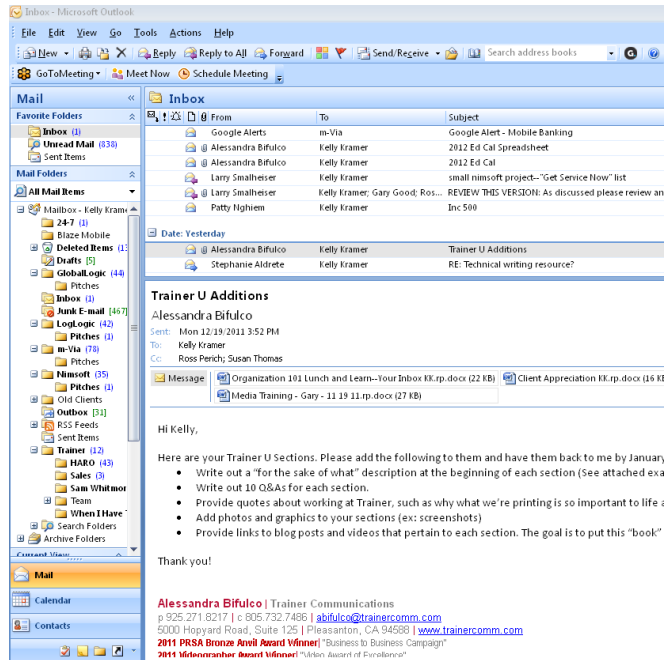 Inbox - Microsoft Outlook
File Edit View Go Tools Actions Help
New Reply Reply to All Forward Send/Receive Search address books
GoToMeeting Meet Now Schedule Meeting
Mail «
Favorite Folders
Inbox (1)
Unread Mail (838)
Sent Items
Mail Folders
All Mail Items
Mailbox - Kelly Krame
24-7 (1)
Blaze Mobile
Deleted Items (13
Drafts [5]
GlobalLogic (44)
Pitches
Inbox (1)
Junk E-mail [467]
LogLogic (42)
Pitches (1)
m-Via (78)
Pitches
Nimsoft (35)
Pitches (1)
Old Clients
Outbox [31]
RSS Feeds
Sent Items
Trainer (12)
HARO (43)
Sales (3)
Sam Whitmor
Team
When I Have
Search Folders
Archive Folders
Current View
Mail
Calendar
Contacts
Inbox
From To Subject
Google Alerts m-Via Google Alert - Mobile Banking
Alessandra Bifulco Kelly Kramer 2012 Ed Cal Spreadsheet
Alessandra Bifulco Kelly Kramer 2012 Ed Cal
Larry Smalheiser Kelly Kramer small nimsoft project--"Get Service Now" list
Larry Smalheiser Kelly Kramer; Gary Good; Ros... REVIEW THIS VERSION: As discussed please review an
Patty Nghiem Kelly Kramer Inc 500
Date: Yesterday
Alessandra Bifulco Kelly Kramer Trainer U Additions
Stephanie Aldrete Kelly Kramer RE: Technical writing resource?
Trainer U Additions
Alessandra Bifulco
Sent: Mon 12/19/2011 3:52 PM
To: Kelly Kramer
Cc: Ross Perich; Susan Thomas
Message Organization 101 Lunch and Learn--Your Inbox KK.rp.docx (22 KB) Client Appreciation KK.rp.docx (16 KB
Media Training - Gary - 11 19 11.rp.docx (27 KB)
Hi Kelly,
Here are your Trainer U Sections. Please add the following to them and have them back to me by January
• Write out a "for the sake of what" description at the beginning of each section (See attached exa
• Write out 10 Q&As for each section.
• Provide quotes about working at Trainer, such as why what we're printing is so important to life a
• Add photos and graphics to your sections (ex: screenshots)
• Provide links to blog posts and videos that pertain to each section. The goal is to put this "book"
Thank you!
Alessandra Bifulco | Trainer Communications
p 925.271.8217 | c 805.732.7486 | abifulco@trainercomm.com
5000 Hopyard Road, Suite 125 | Pleasanton, CA 94588 | www.trainercomm.com
2011 PRSA Bronze Anvil Award Winner| "Business to Business Campaign"
2011 Videographer Award Winner| "Video Award of Excellence"